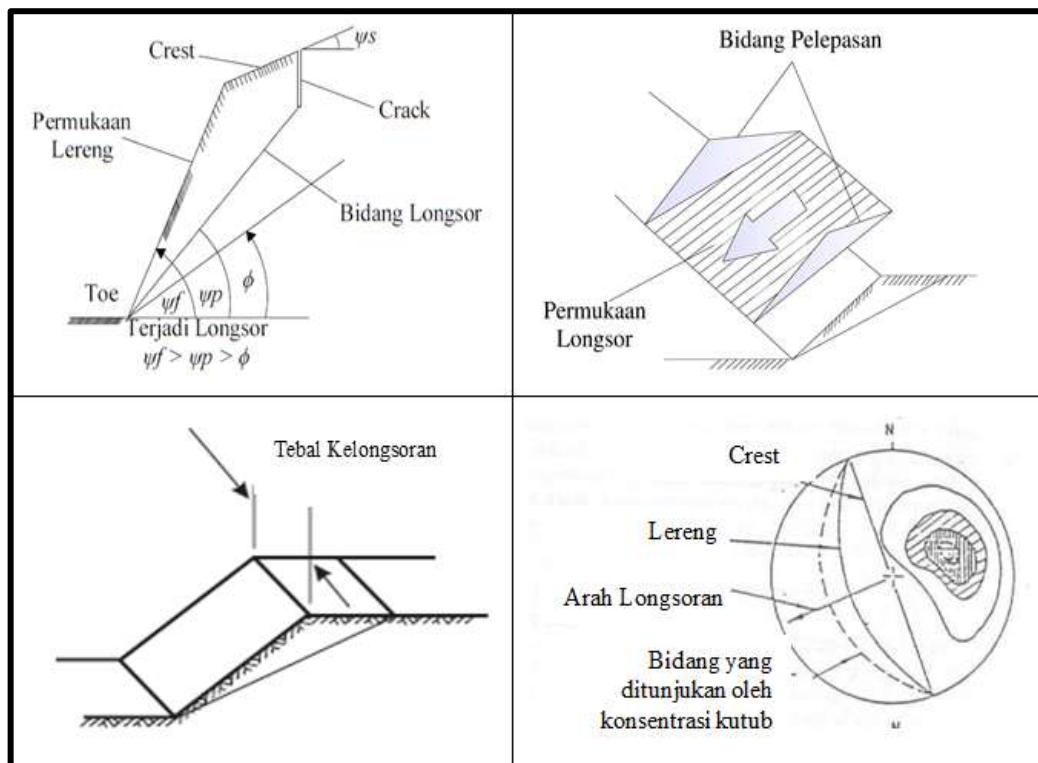 Crest
ψs
Crack
Permukaan
Lereng
Bidang Longsor
Toe
ψf
ψp
ϕ
Terjadi Longsor
ψf > ψp > ϕ
Bidang Pelepasan
Permukaan
Longsor
Tebal Kelongsoran
N
Crest
Lereng
Arah Longsoran
Bidang yang
ditunjukan oleh
konsentrasi kutub